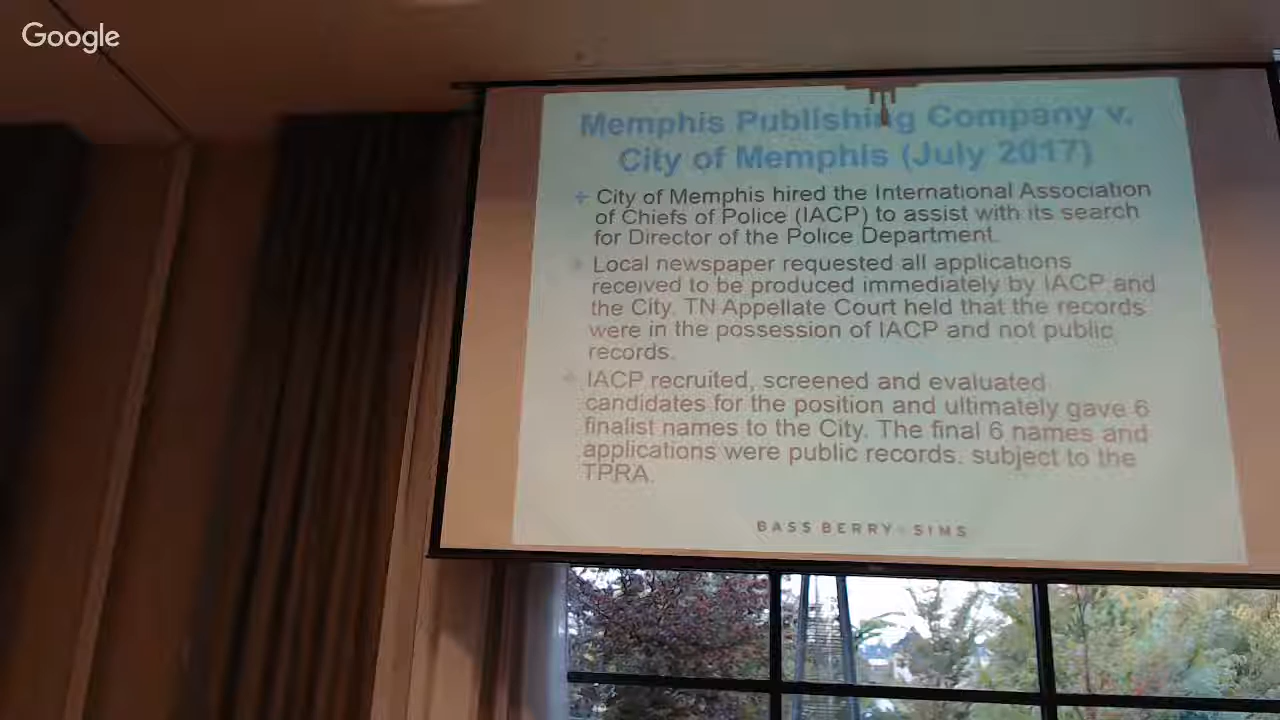 Google
Memphis Publishing Company v.
City of Memphis (July 2017)
City of Memphis hired the International Association
of Chiefs of Police (IACP) to assist with its search
for Director of the Police Department.
Local newspaper requested all applications
received to be produced immediately by IACP and
the City. TN Appellate Court held that the records
were in the possession of IACP and not public
records.
IACP recruited, screened and evaluated
candidates for the position and ultimately gave 6
finalist names to the City. The final 6 names and
applications were public records, subject to the
TPRA.
BASS BERRY + SIMS